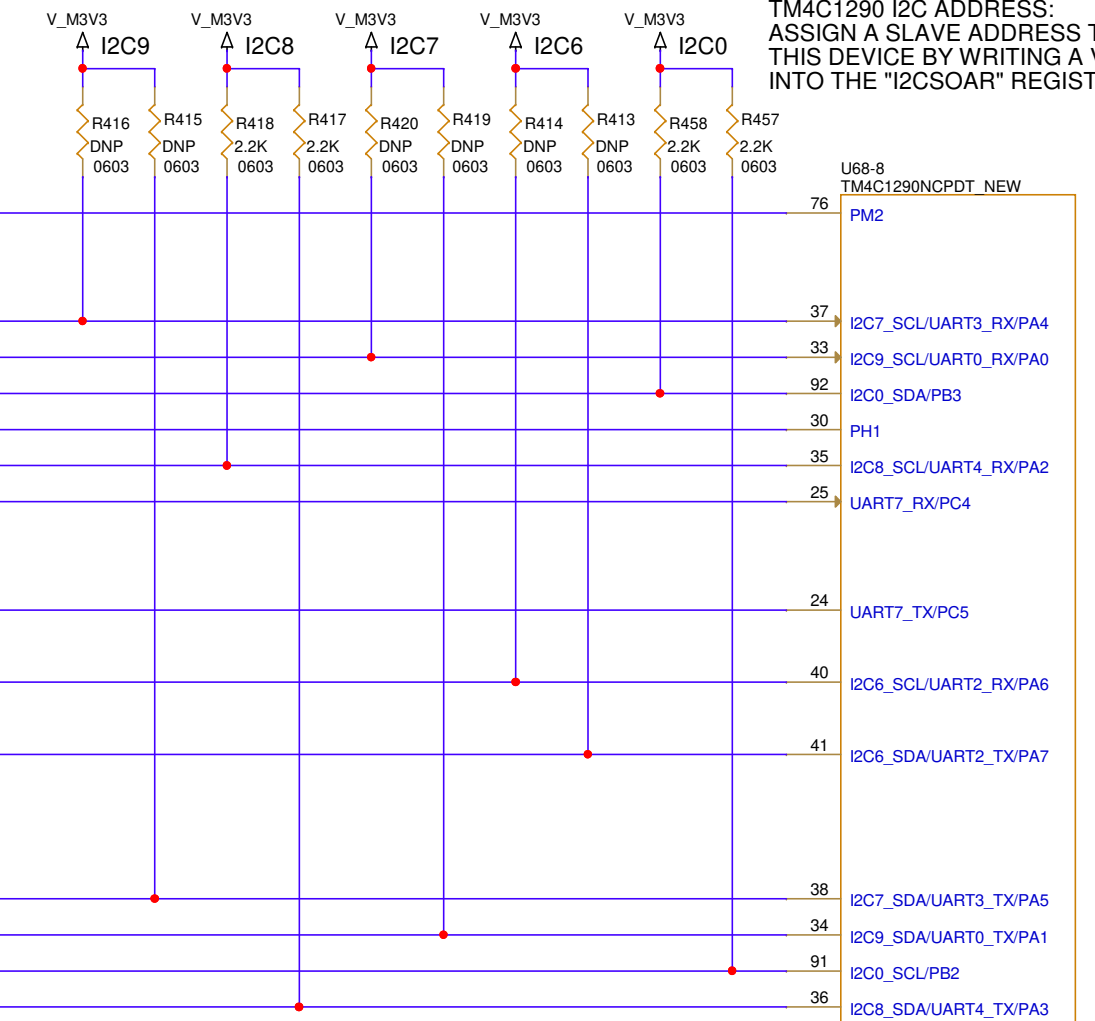 V_M3V3 V_M3V3 V_M3V3 V_M3V3 V_M3V3
I2C9 I2C8 I2C7 I2C6 I2C0
TM4C1290 I2C ADDRESS:
ASSIGN A SLAVE ADDRESS
THIS DEVICE BY WRITING A
INTO THE "I2CSOAR"
R416 R415 R418 R417 R420 R419 R414 R413 R458 R457
DNP DNP 2.2K 2.2K DNP DNP DNP DNP 2.2K 2.2K
0603 0603 0603 0603 0603 0603 0603 0603 0603 0603
U68-8
TM4C1290NCPDT_NEW
76 PM2
37 I2C7_SCL/UART3_RX/PA4
33 I2C9_SCL/UART0_RX/PA0
92 I2C0_SDA/PB3
30 PH1
35 I2C8_SCL/UART4_RX/PA2
25 UART7_RX/PC4
24 UART7_TX/PC5
40 I2C6_SCL/UART2_RX/PA6
41 I2C6_SDA/UART2_TX/PA7
38 I2C7_SDA/UART3_TX/PA5
34 I2C9_SDA/UART0_TX/PA1
91 I2C0_SCL/PB2
36 I2C8_SDA/UART4_TX/PA3